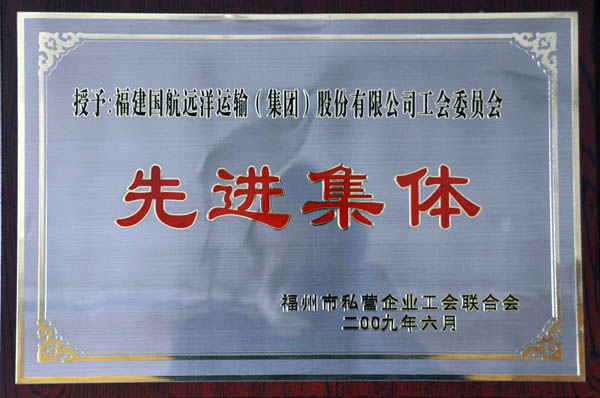 授予:福建国航远洋运输(集团)股份有限公司工会委员会
先进集体
福州市私营企业工会联合会
二00九年六月